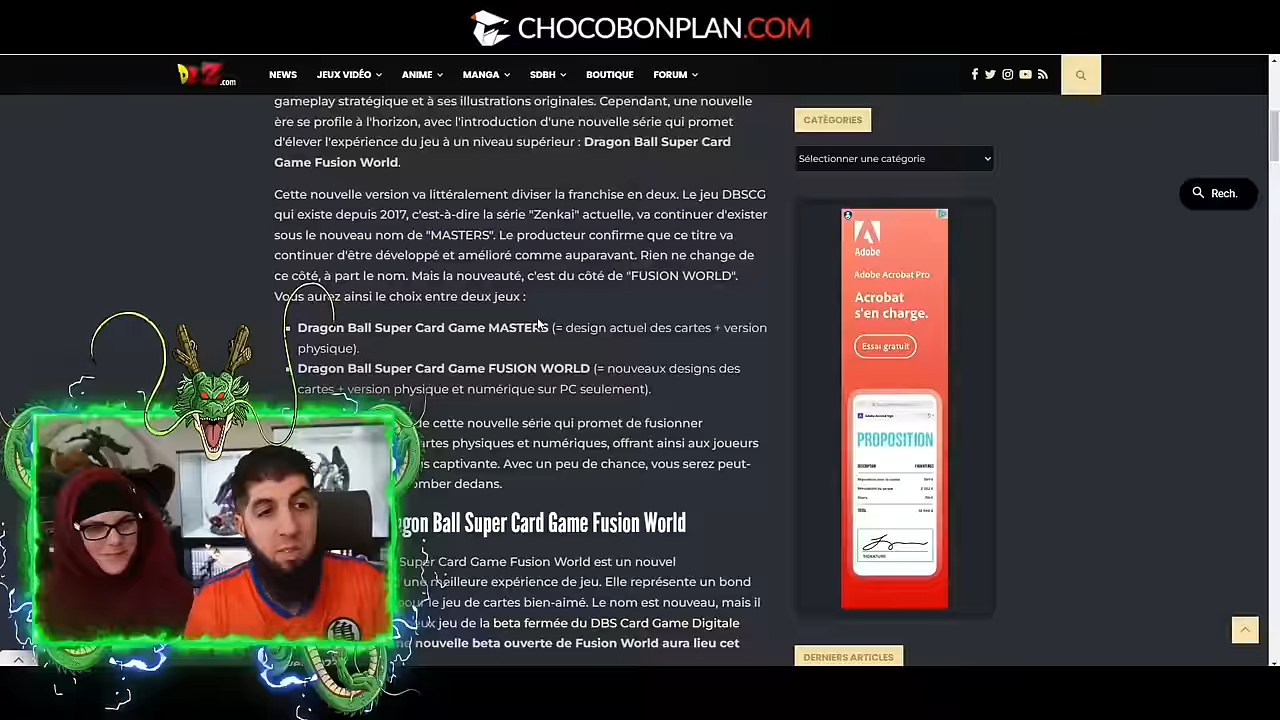 CHOCOBONPLAN.COM
DBZ.com
NEWS
JEUX VIDÉO
ANIME
MANGA
SDBH
BOUTIQUE
FORUM
gameplay stratégique et à ses illustrations originales. Cependant, une nouvelle
ère se profile à l'horizon, avec l'introduction d'une nouvelle série qui promet
d'élever l'expérience du jeu à un niveau supérieur : Dragon Ball Super Card
Game Fusion World.
Cette nouvelle version va littéralement diviser la franchise en deux. Le jeu DBSCG
qui existe depuis 2017, c'est-à-dire la série "Zenkai" actuelle, va continuer d'exister
sous le nouveau nom de "MASTERS". Le producteur confirme que ce titre va
continuer d'être développé et amélioré comme auparavant. Rien ne change de
ce côté, à part le nom. Mais la nouveauté, c'est du côté de "FUSION WORLD".
Vous aurez ainsi le choix entre deux jeux :
Dragon Ball Super Card Game MASTERS (= design actuel des cartes + version
physique).
Dragon Ball Super Card Game FUSION WORLD (= nouveaux designs des
cartes + version physique et numérique sur PC seulement).
e nouvelle série qui promet de fusionner
artes physiques et numériques, offrant ainsi aux joueurs
s captivante. Avec un peu de chance, vous serez peut-
omber dedans.
gon Ball Super Card Game Fusion World
Super Card Game Fusion World est un nouvel
une meilleure expérience de jeu. Elle représente un bond
pour le jeu de cartes bien-aimé. Le nom est nouveau, mais il
eux jeu de la beta fermée du DBS Card Game Digitale
ne nouvelle beta ouverte de Fusion World aura lieu cet
CATÉGORIES
Sélectionner une catégorie
Rech.
Adobe
Adobe Acrobat Pro
Acrobat
s'en charge.
Essai gratuit
PROPOSITION
TOTAL
SIGNATURE
DERNIERS ARTICLES